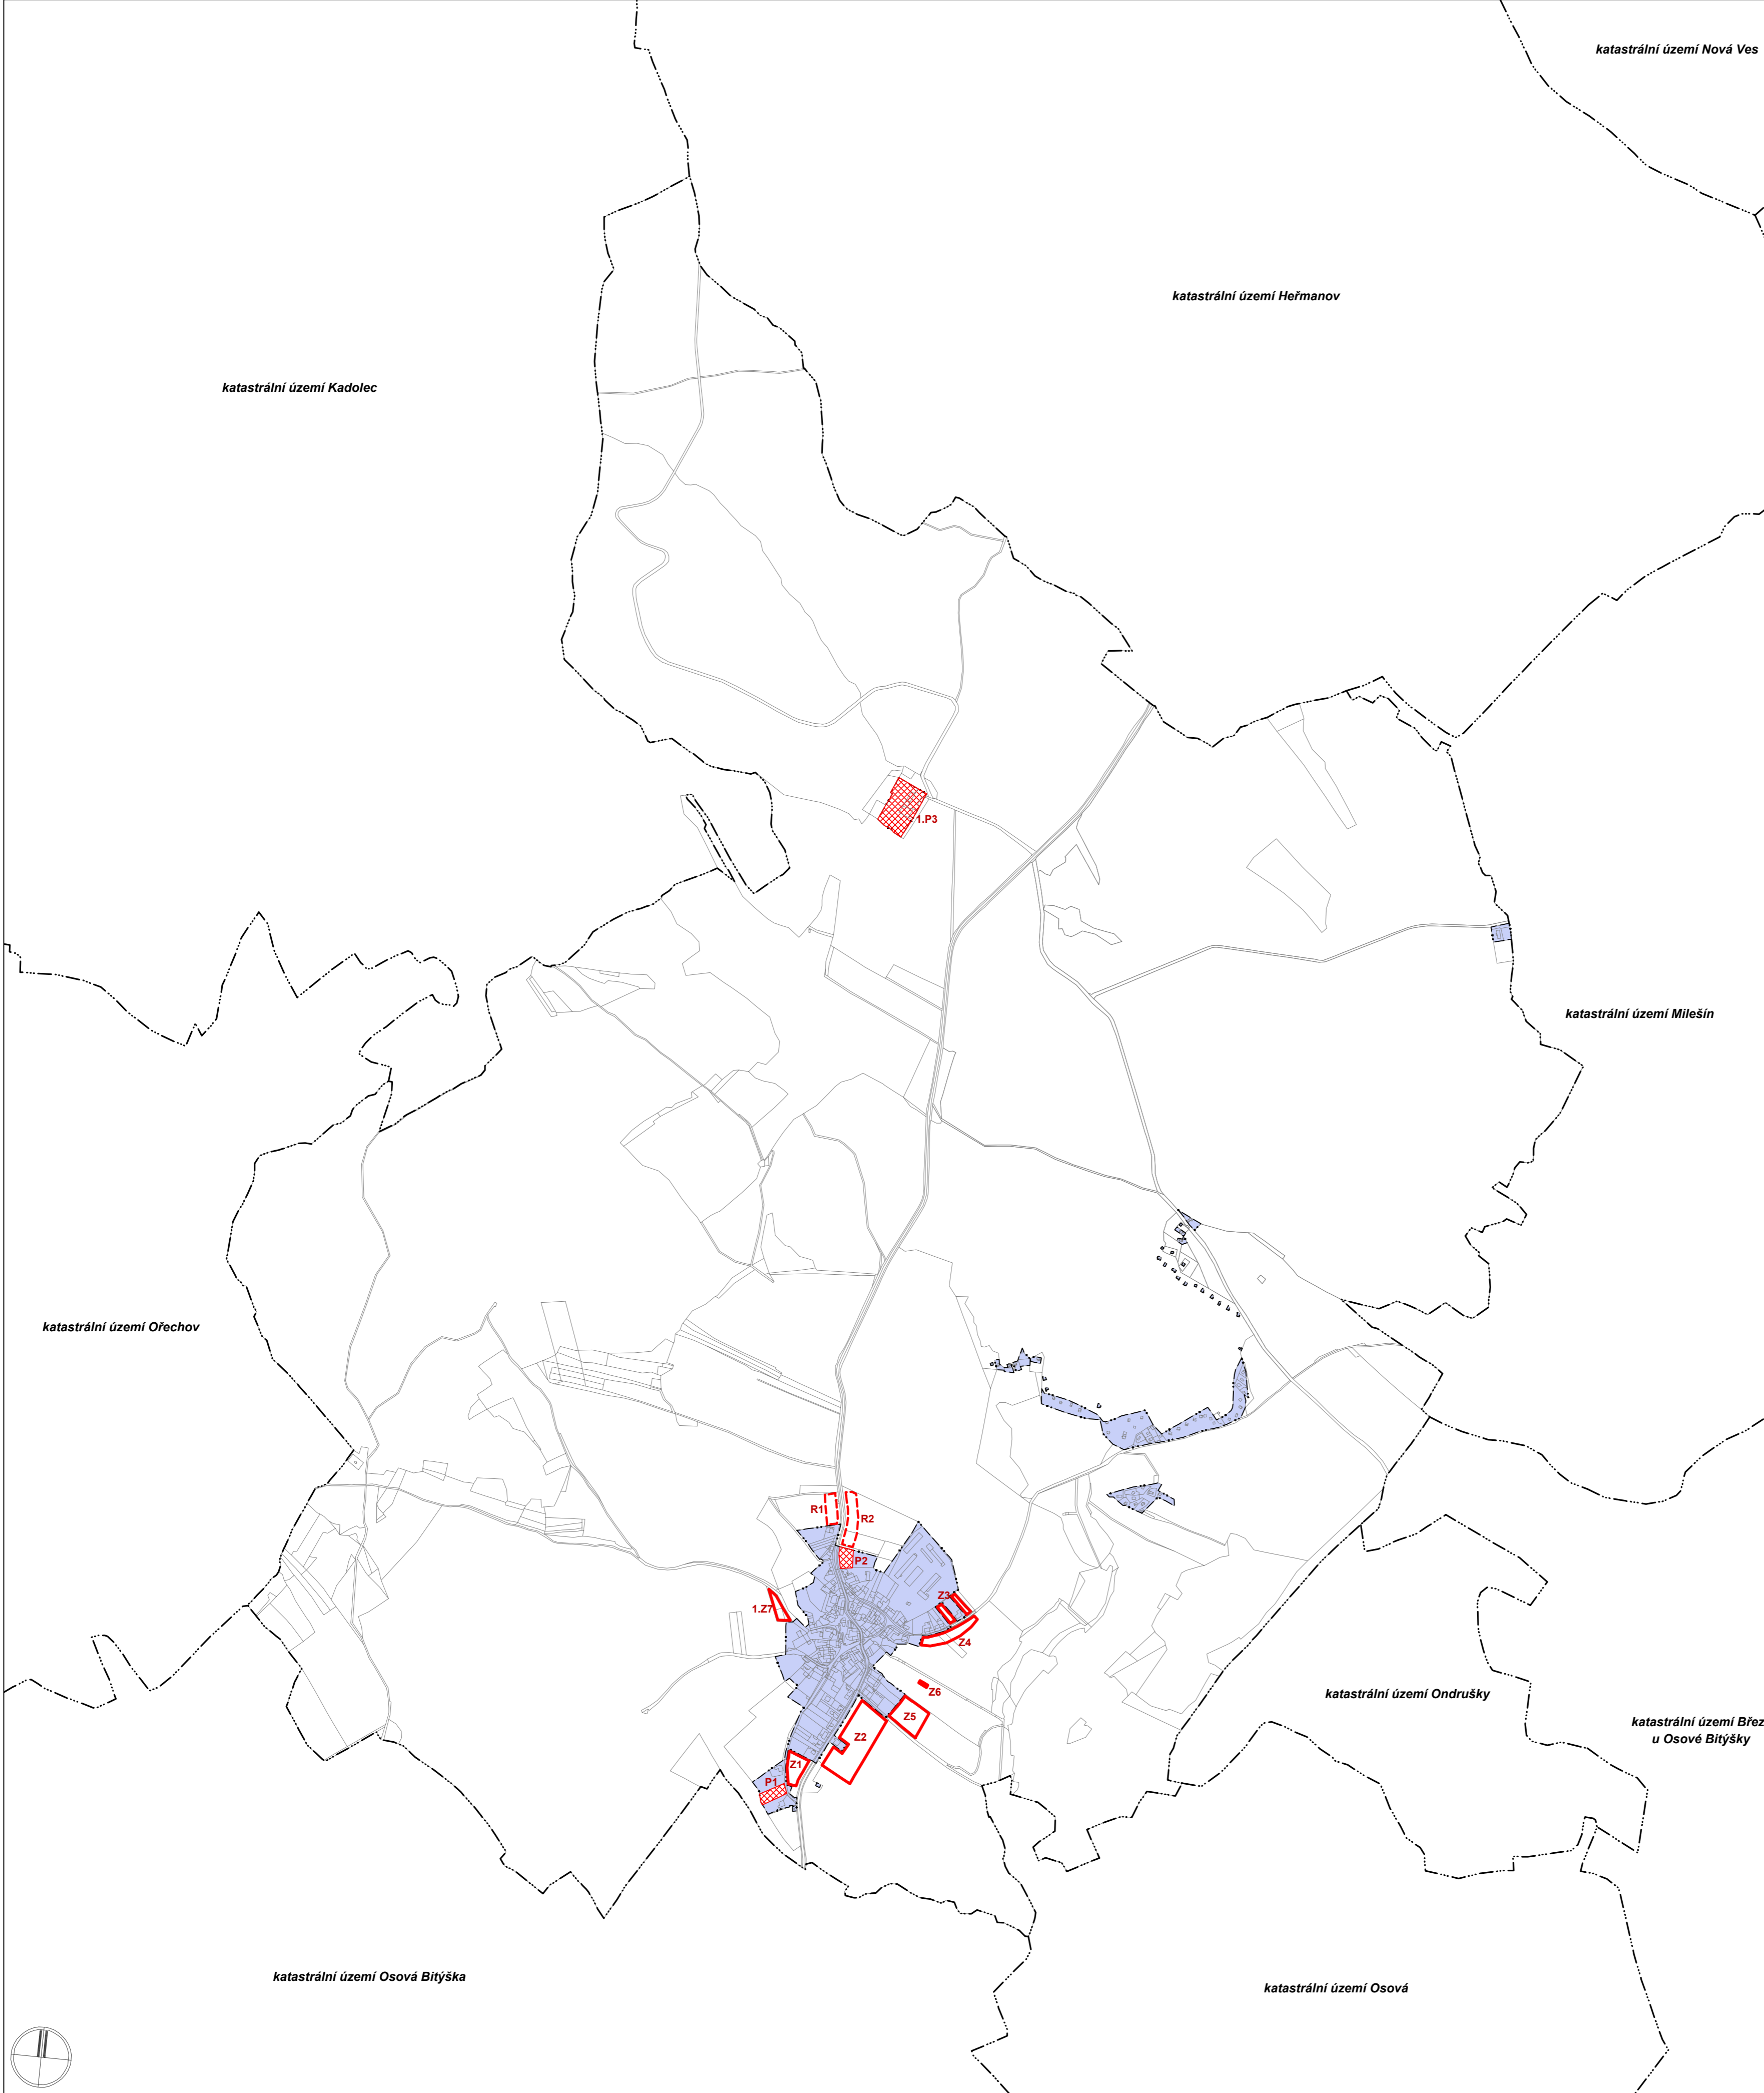 katastrální území Nová Ves
katastrální území Heřmanov
katastrální území Kadolec
1.P3
katastrální území Milešín
katastrální území Ořechov
R1
R2
P2
Z3
1.Z7
Z4
Z6
katastrální území Ondrušky
Z5
katastrální území Břez
u Osové Bitýšky
Z2
Z1
P1
katastrální území Osová Bitýška
katastrální území Osová